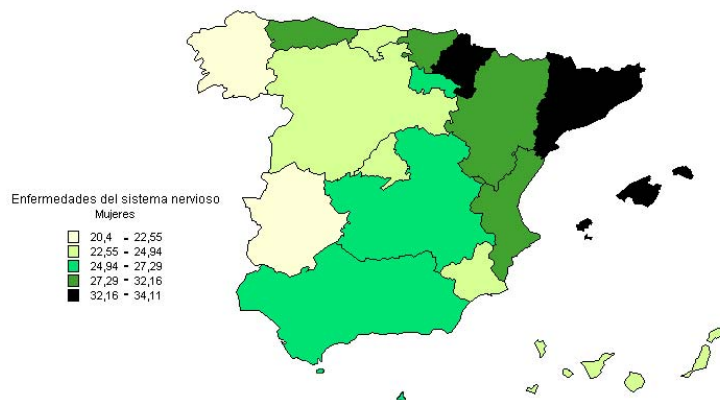 Enfermedades del sistema nervioso
Mujeres
20,4 - 22,55
22,55 - 24,94
24,94 - 27,29
27,29 - 32,16
32,16 - 34,11